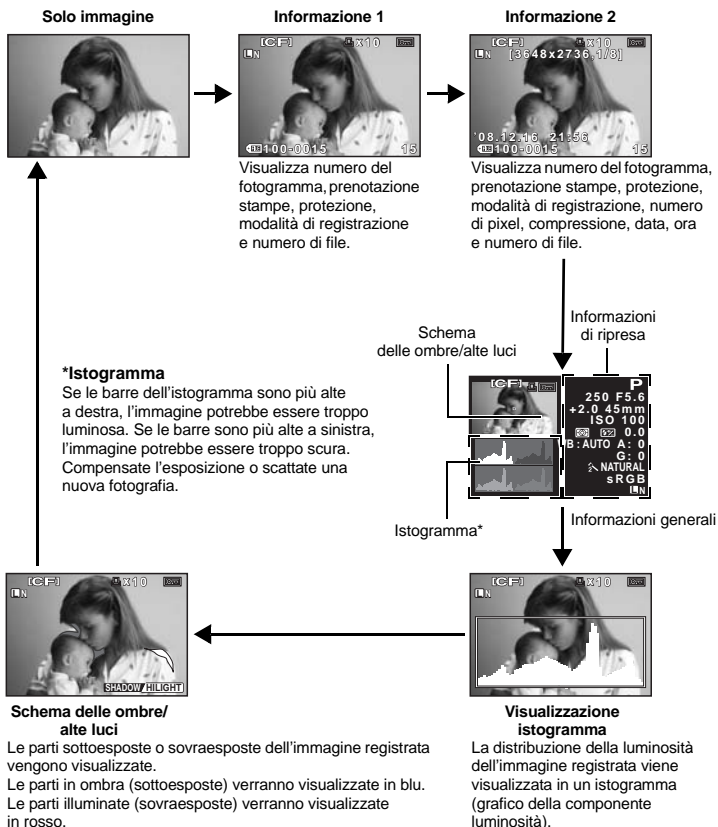 Solo immagine
Informazione 1
Informazione 2
[CF] x10
LN
100-0015 15
[CF] x10
LN [3648x2736,1/8]
'08.12.16 21:56
100-0015 15
Visualizza numero del
fotogramma, prenotazione
stampe, protezione,
modalità di registrazione
e numero di file.
Visualizza numero del fotogramma,
prenotazione stampe, protezione,
modalità di registrazione, numero
di pixel, compressione, data, ora
e numero di file.
*Istogramma
Se le barre dell'istogramma sono più alte
a destra, l'immagine potrebbe essere troppo
luminosa. Se le barre sono più alte a sinistra,
l'immagine potrebbe essere troppo scura.
Compensate l'esposizione o scattate una
nuova fotografia.
Schema
delle ombre/alte luci
Informazioni
di ripresa
[CF]
P
250 F5.6
+2.0 45mm
ISO 100
0.0
WB: AUTO A: 0
G: 0
NATURAL
sRGB
LN
Istogramma*
Informazioni generali
[CF] x10
LN
SHADOW HILIGHT
[CF] x10
LN
Schema delle ombre/
alte luci
Le parti sottoesposte o sovraesposte dell'immagine registrata
vengono visualizzate.
Le parti in ombra (sottoesposte) verranno visualizzate in blu.
Le parti illuminate (sovraesposte) verranno visualizzate
in rosso.
Visualizzazione
istogramma
La distribuzione della luminosità
dell'immagine registrata viene
visualizzata in un istogramma
(grafico della componente
luminosità).